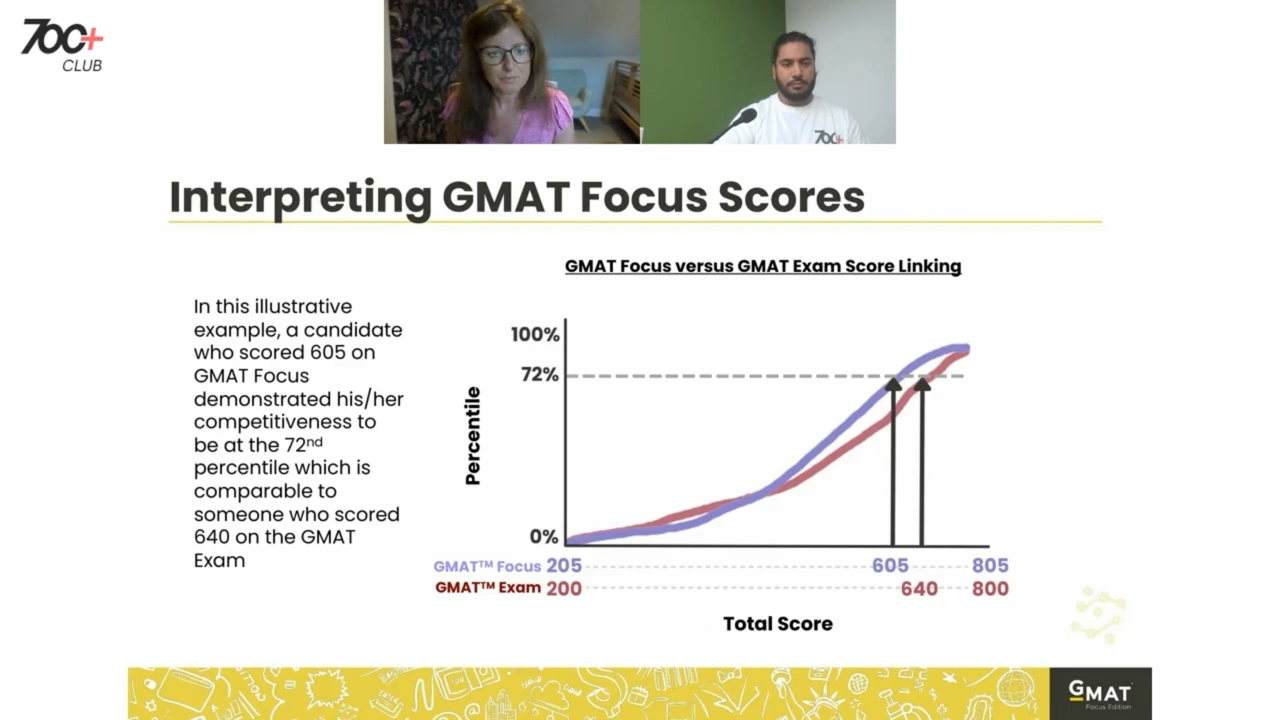 700+
CLUB
700+
Interpreting GMAT Focus Scores
GMAT Focus versus GMAT Exam Score Linking
In this illustrative
example, a candidate
who scored 605 on
GMAT Focus
demonstrated his/her
competitiveness to
be at the 72nd
percentile which is
comparable to
someone who scored
640 on the GMAT
Exam
100%
72%
Percentile
0%
GMAT™ Focus 205 605 805
GMAT™ Exam 200 640 800
Total Score
GMAT
Focus Edition